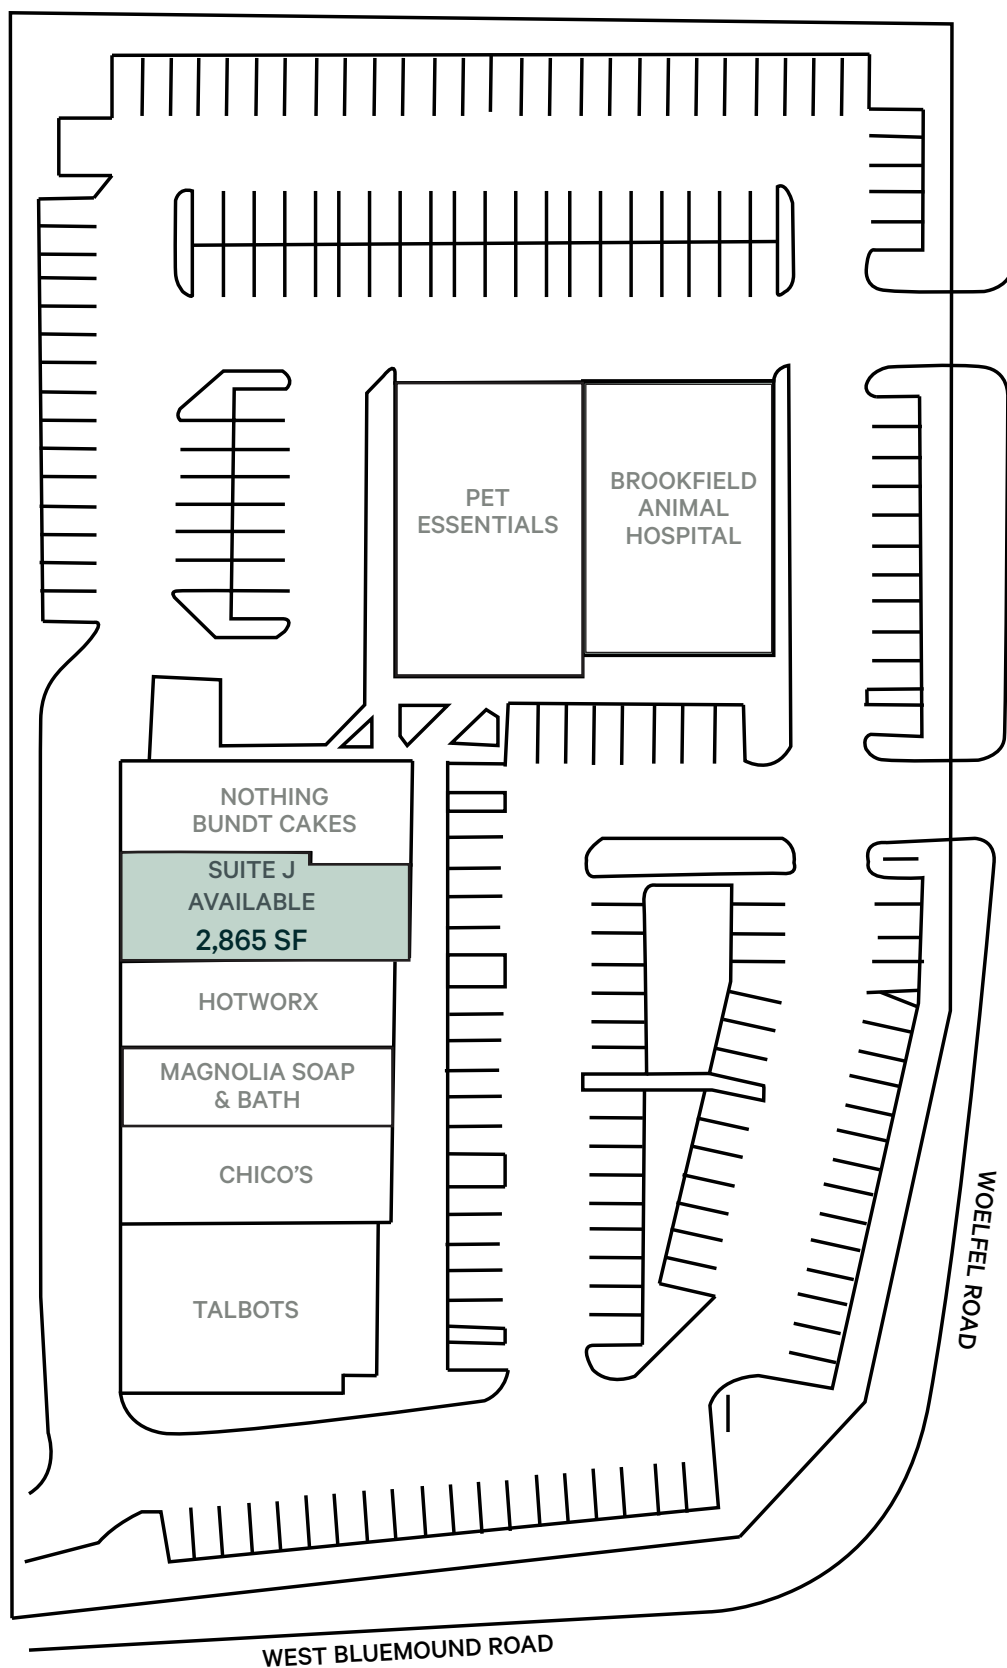 PET
ESSENTIALS
BROOKFIELD
ANIMAL
HOSPITAL
NOTHING
BUNDT CAKES
SUITE J
AVAILABLE
2,865 SF
HOTWORX
MAGNOLIA SOAP
& BATH
CHICO’S
TALBOTS
WOELFEL ROAD
WEST BLUEMOUND ROAD